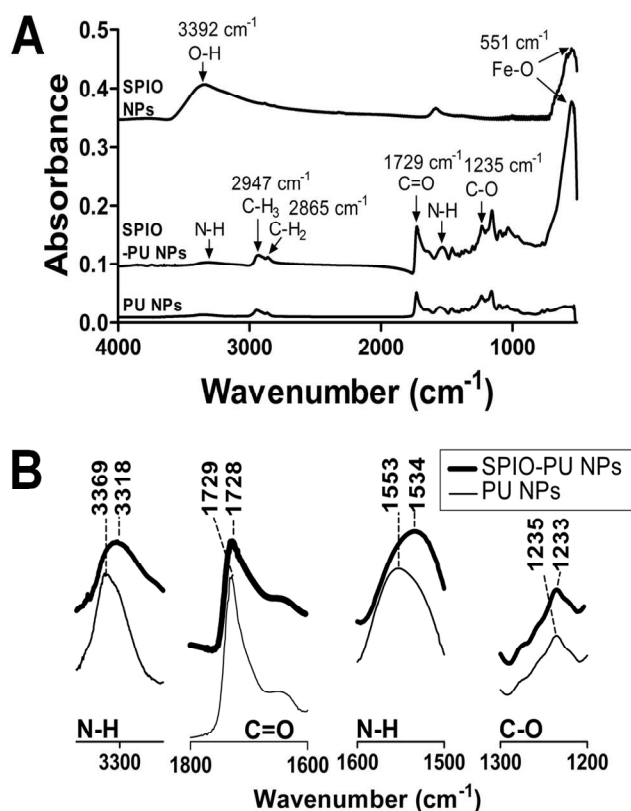 A
3392 cm-1
O-H
551 cm-1
Fe-O
0.5
SPIO
NPs
0.4
0.3
2947 cm-1
C-H3
2865 cm-1
C-H2
N-H
1729 cm-1
C=O
N-H
1235 cm-1
C-O
0.2
SPIO
-PU NPs
0.1
PU NPs
0.0
Absorbance
4000 3000 2000 1000
Wavenumber (cm-1)
B
SPIO-PU NPs
PU NPs
3369 3318
1729 1728
1553 1534
1235 1233
N-H C=O N-H C-O
3300 1800 1600 1600 1500 1300 1200
Wavenumber (cm-1)